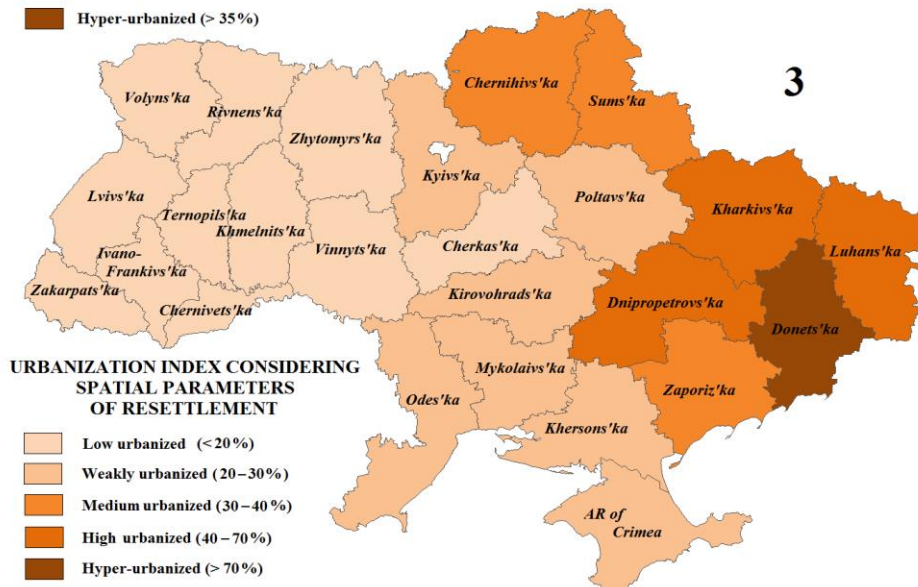 Hyper-urbanized (> 35%)
3
Chernihivs'ka
Sums'ka
Volyns'ka
Rivnens'ka
Zhytomyrs'ka
Kyivs'ka
Poltavs'ka
Kharkivs'ka
Lvivs'ka
Ternopils'ka
Khmelnits'ka
Vinnyts'ka
Cherkas'ka
Luhans'ka
Ivano-
Frankivs'ka
Zakarpats'ka
Chernivets'ka
Kirovohrads'ka
Dnipropetrovs'ka
Donets'ka
URBANIZATION INDEX CONSIDERING
SPATIAL PARAMETERS
OF RESETTLEMENT
Mykolaivs'ka
Odes'ka
Zaporiz'ka
Khersons'ka
Low urbanized (<20%)
Weakly urbanized (20–30%)
Medium urbanized (30–40%)
High urbanized (40–70%)
Hyper-urbanized (> 70%)
AR of
Crimea